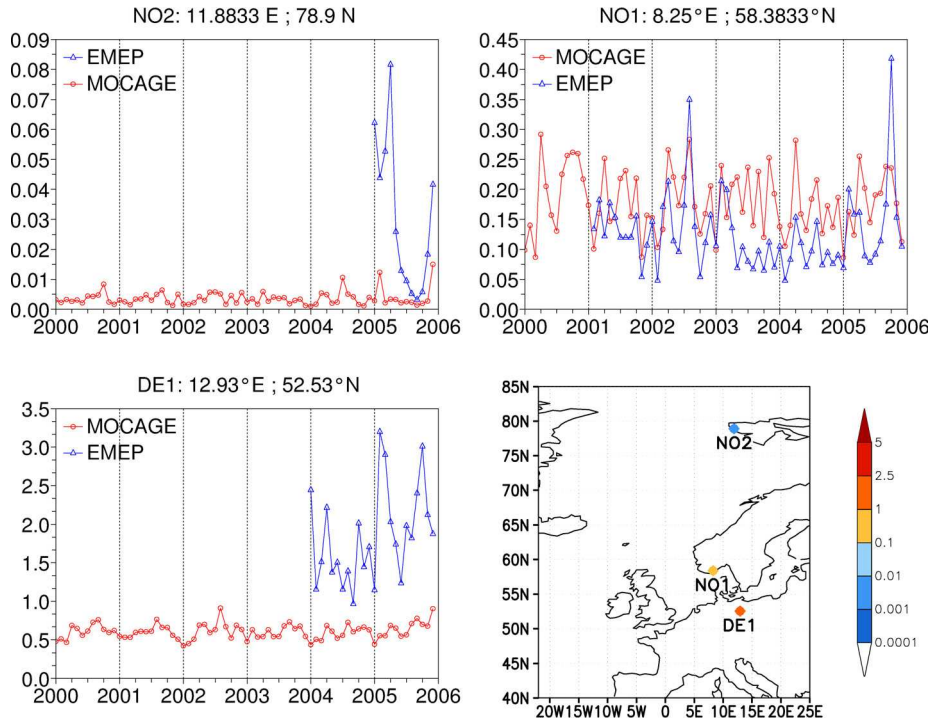 NO2: 11.8833 E ; 78.9 N
0.09
0.08
0.07
0.06
0.05
0.04
0.03
0.02
0.01
0.00
EMEP
MOCAGE
2000 2001 2002 2003 2004 2005 2006
NO1: 8.25°E ; 58.3833°N
0.45
0.40
0.35
0.30
0.25
0.20
0.15
0.10
0.05
0.00
MOCAGE
EMEP
2000 2001 2002 2003 2004 2005 2006
DE1: 12.93°E ; 52.53°N
3.5
3.0
2.5
2.0
1.5
1.0
0.5
0.0
MOCAGE
EMEP
2000 2001 2002 2003 2004 2005 2006
85N
80N
75N
70N
65N
60N
55N
50N
45N
40N
NO2
NO1
DE1
20W 15W 10W 5W 0 5E 10E 15E 20E 25E
5
2.5
1
0.1
0.01
0.001
0.0001